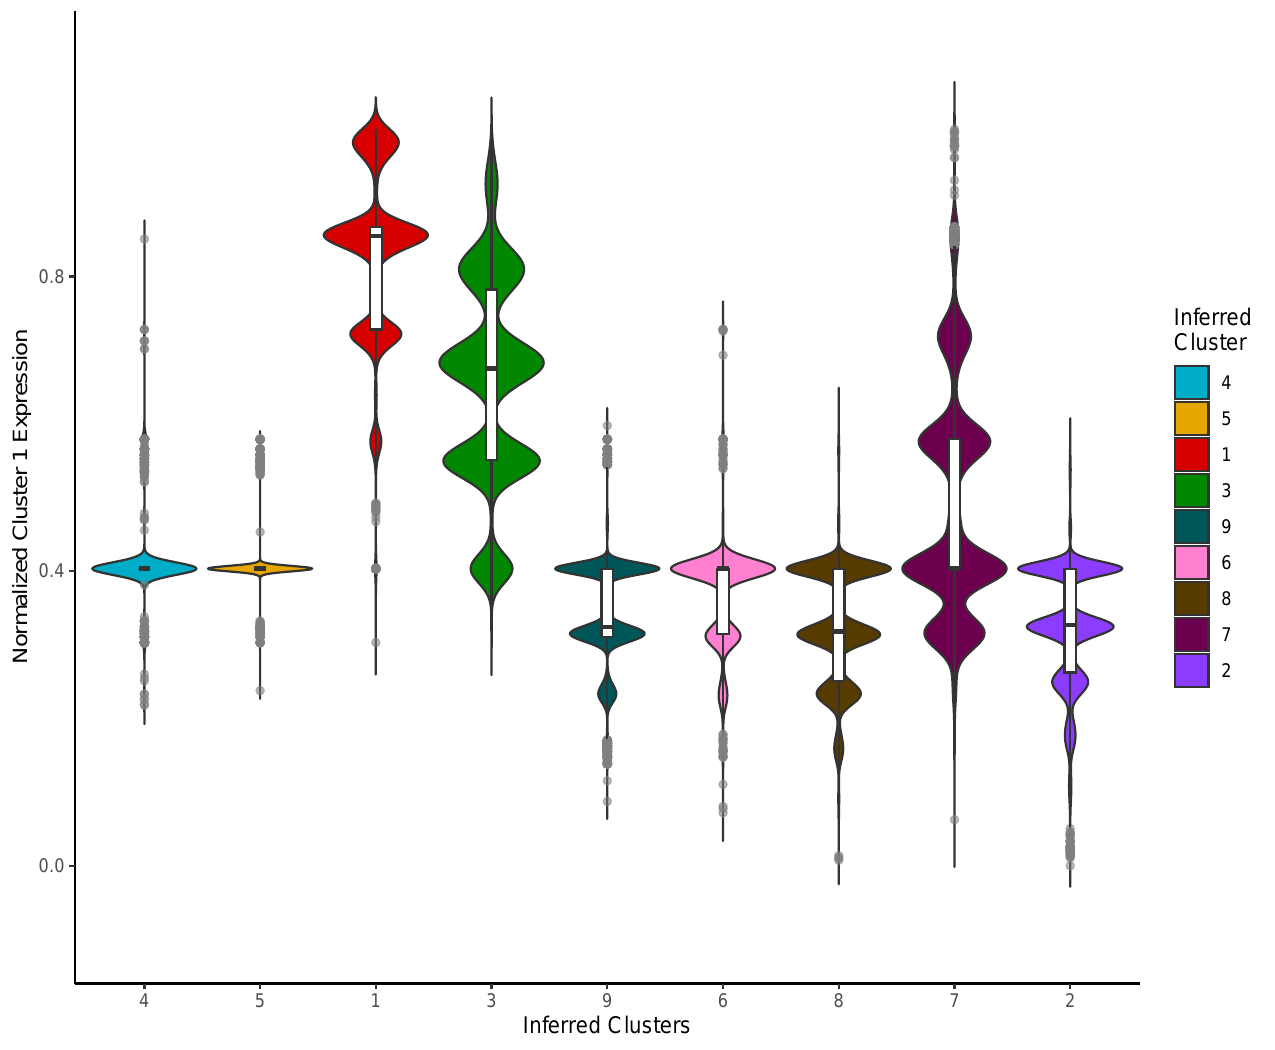 Normalized Cluster 1 Expression
0.8
0.4
0.0
4 5 1 3 9 6 8 7 2
Inferred Clusters
Inferred
Cluster
4
5
1
3
9
6
8
7
2